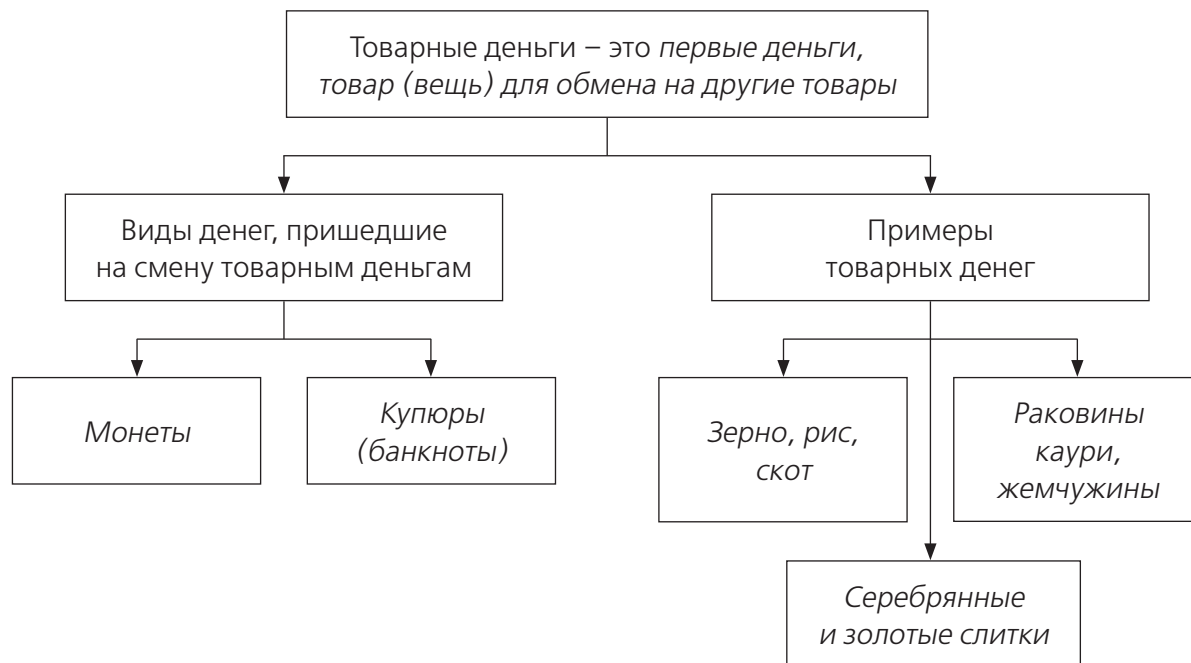 Товарные деньги – это первые деньги,
товар (вещь) для обмена на другие товары
Виды денег, пришедшие
на смену товарным деньгам
Примеры
товарных денег
Монеты
Купюры
(банкноты)
Зерно, рис,
скот
Раковины
каури,
жемчужины
Серебрянные
и золотые слитки